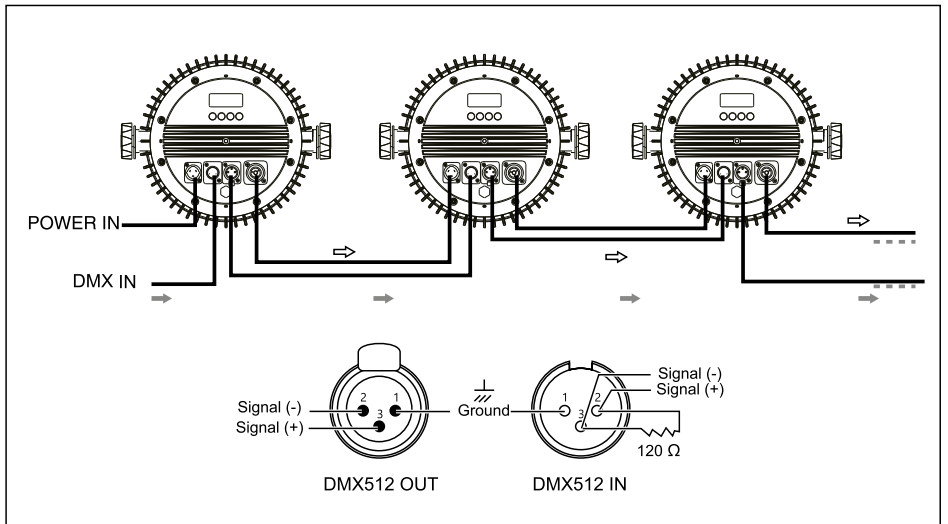 POWER IN
DMX IN
Signal (-)
Signal (+)
2
1
3
Ground
1
2
3
Signal (-)
Signal (+)
120 Ω
DMX512 OUT
DMX512 IN